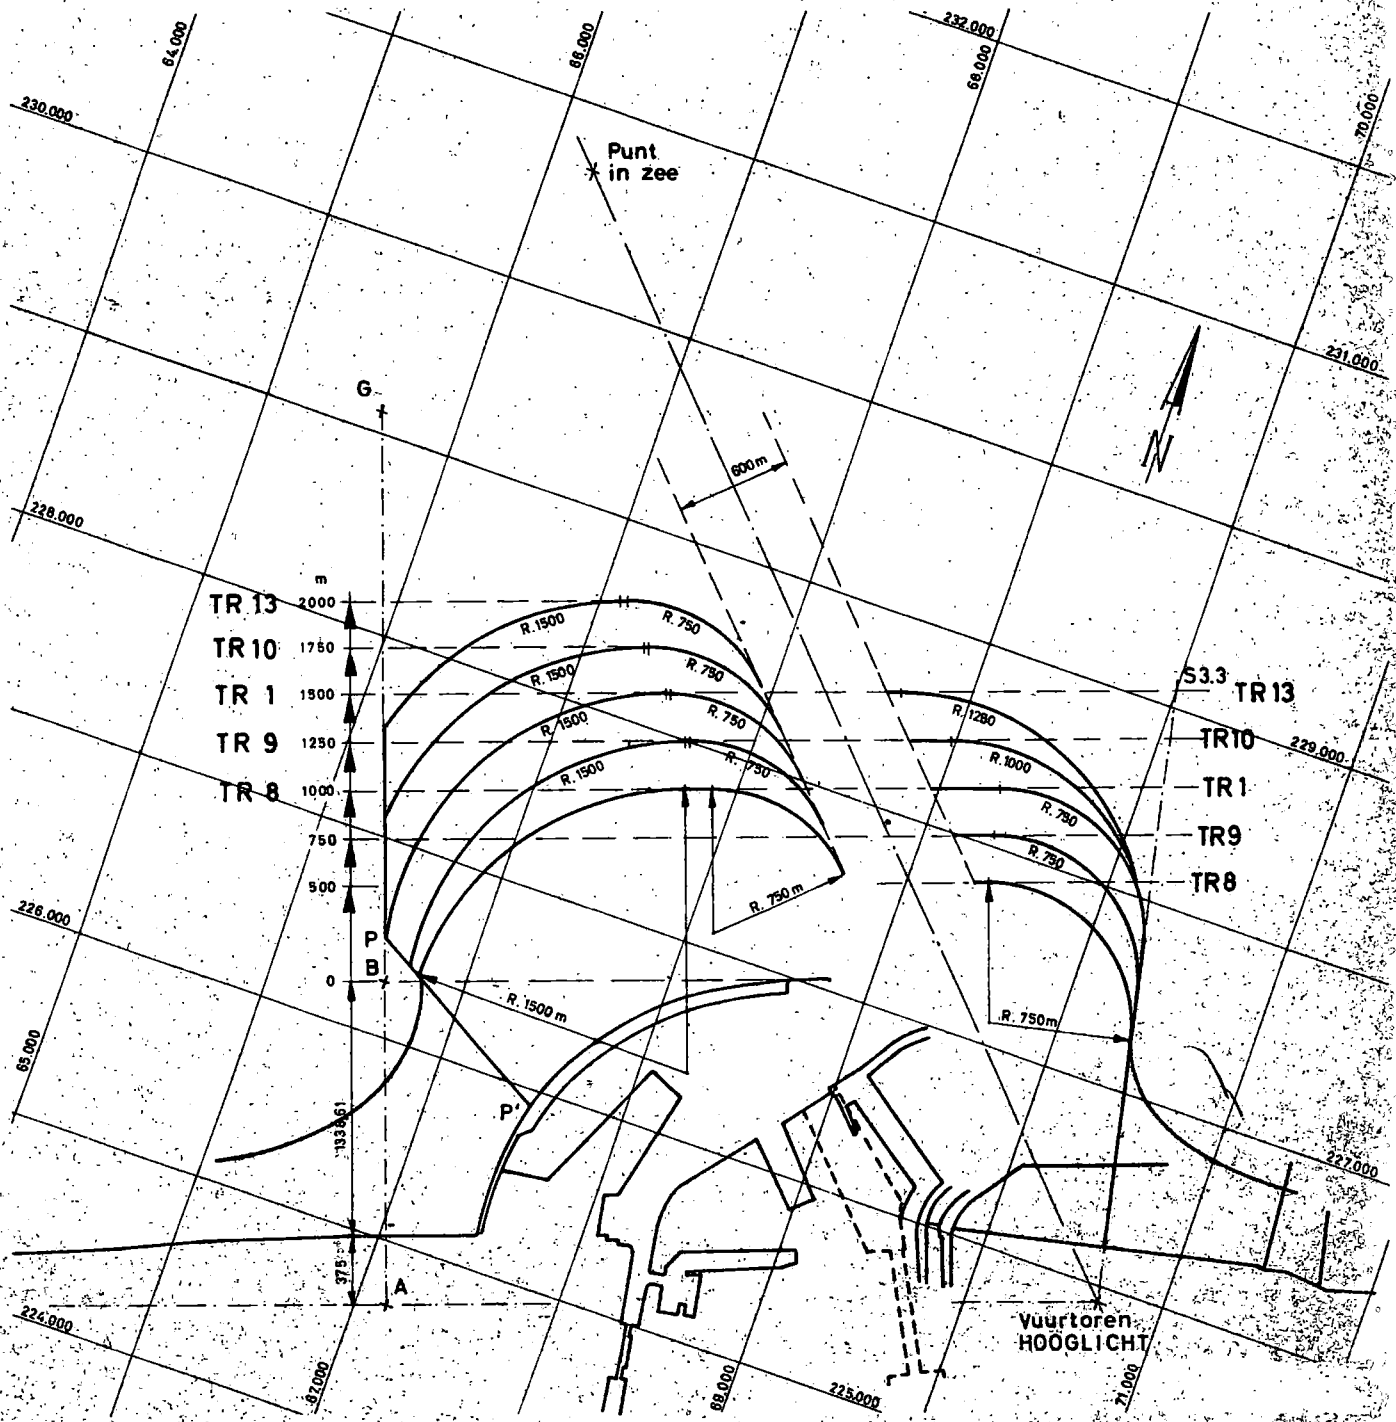 232.000
64.000
66.000
68.000
70.000
230.000
Punt
in zee
231.000
G
N
600m
228.000
m
TR 13 2000
R.1500
R. 750
TR 10 1750
R.1500
R. 750
S3.3 TR 13
TR 1 1500
R.1500
R. 750
R.1280
TR 9 1250
R.1500
R. 750
R.1000
TR10
229.000
TR 8 1000
R. 750
TR1
750
R. 750
TR9
500
R. 750 m
TR8
226.000
P
B
0
R. 1500 m
R. 750m
65.000
P'
1338,61
227.000
375
A
224.000
Vuurtoren
HOOGLICHT
67.000
69.000
225.000
71.000